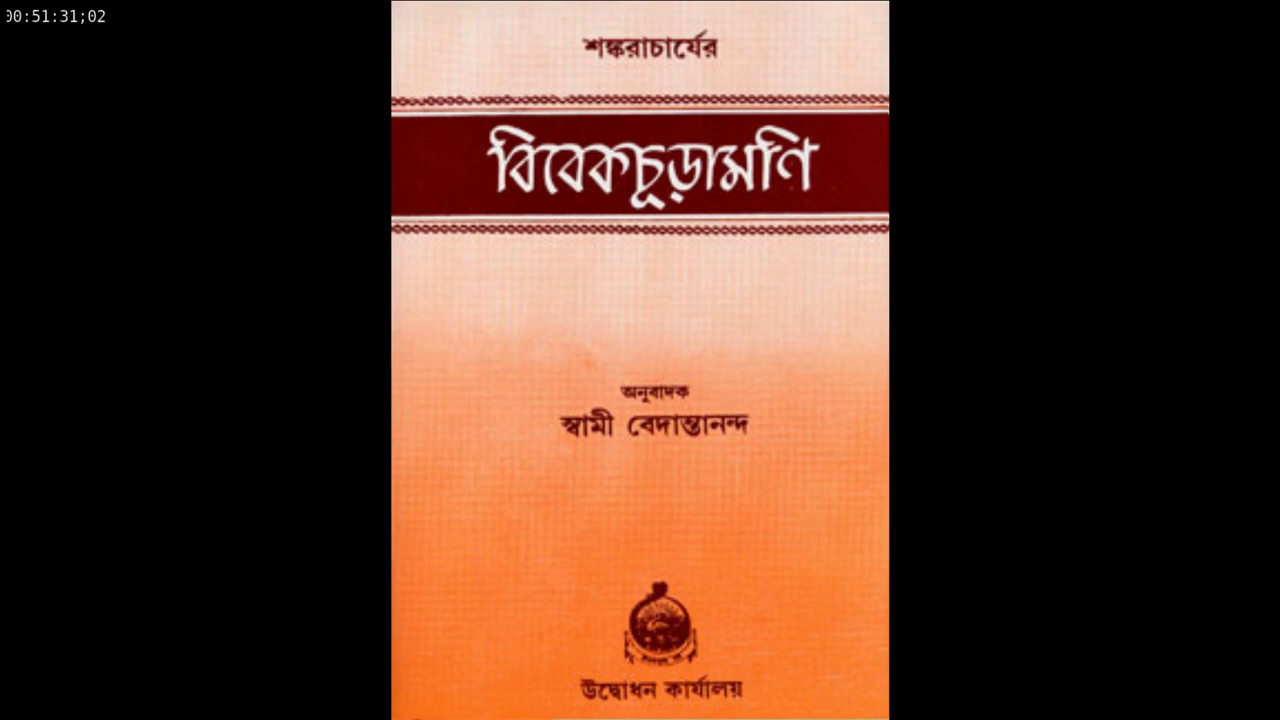 00:51:31;02
শঙ্করাচার্যের
বিবেকচূড়ামণি
অনুবাদক
স্বামী বেদান্তানন্দ
উদ্বোধন কার্যালয়